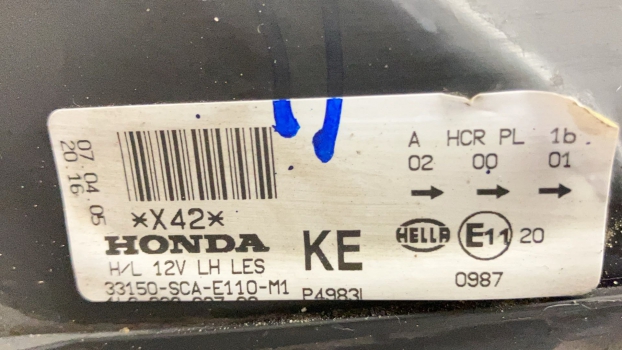 07.04.05
20:16
*X42*
HONDA
H/L 12V LH LES
33150-SCA-E110-M1
KE
P4983
A HCR PL 1b
02 00 01
→ → →
HELLA E11 20
0987